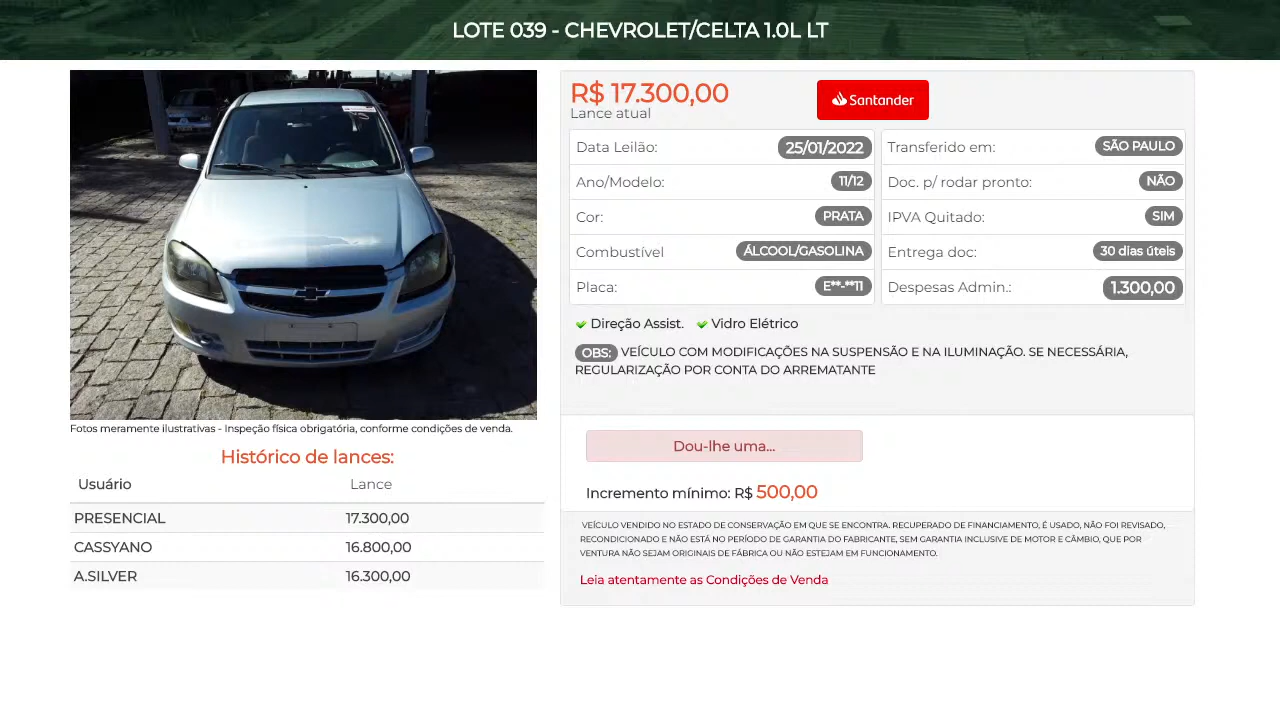 LOTE 039 - CHEVROLET/CELTA 1.0L LT
Fotos meramente ilustrativas - Inspeção física obrigatória, conforme condições de venda.
Histórico de lances:
Usuário Lance
PRESENCIAL 17.300,00
CASSYANO 16.800,00
A.SILVER 16.300,00
R$ 17.300,00
Lance atual
Santander
Data Leilão: 25/01/2022
Ano/Modelo: 11/12
Cor: PRATA
Combustível ÁLCOOL/GASOLINA
Placa: E**-**11
Transferido em: SÃO PAULO
Doc. p/ rodar pronto: NÃO
IPVA Quitado: SIM
Entrega doc: 30 dias úteis
Despesas Admin.: 1.300,00
Direção Assist. Vidro Elétrico
OBS: VEÍCULO COM MODIFICAÇÕES NA SUSPENSÃO E NA ILUMINAÇÃO. SE NECESSÁRIA,
REGULARIZAÇÃO POR CONTA DO ARREMATANTE
Dou-lhe uma...
Incremento mínimo: R$ 500,00
VEÍCULO VENDIDO NO ESTADO DE CONSERVAÇÃO EM QUE SE ENCONTRA. RECUPERADO DE FINANCIAMENTO, É USADO, NÃO FOI REVISADO,
RECONDICIONADO E NÃO ESTÁ NO PERÍODO DE GARANTIA DO FABRICANTE, SEM GARANTIA INCLUSIVE DE MOTOR E CÂMBIO, QUE POR
VENTURA NÃO SEJAM ORIGINAIS DE FÁBRICA OU NÃO ESTEJAM EM FUNCIONAMENTO.
Leia atentamente as Condições de Venda